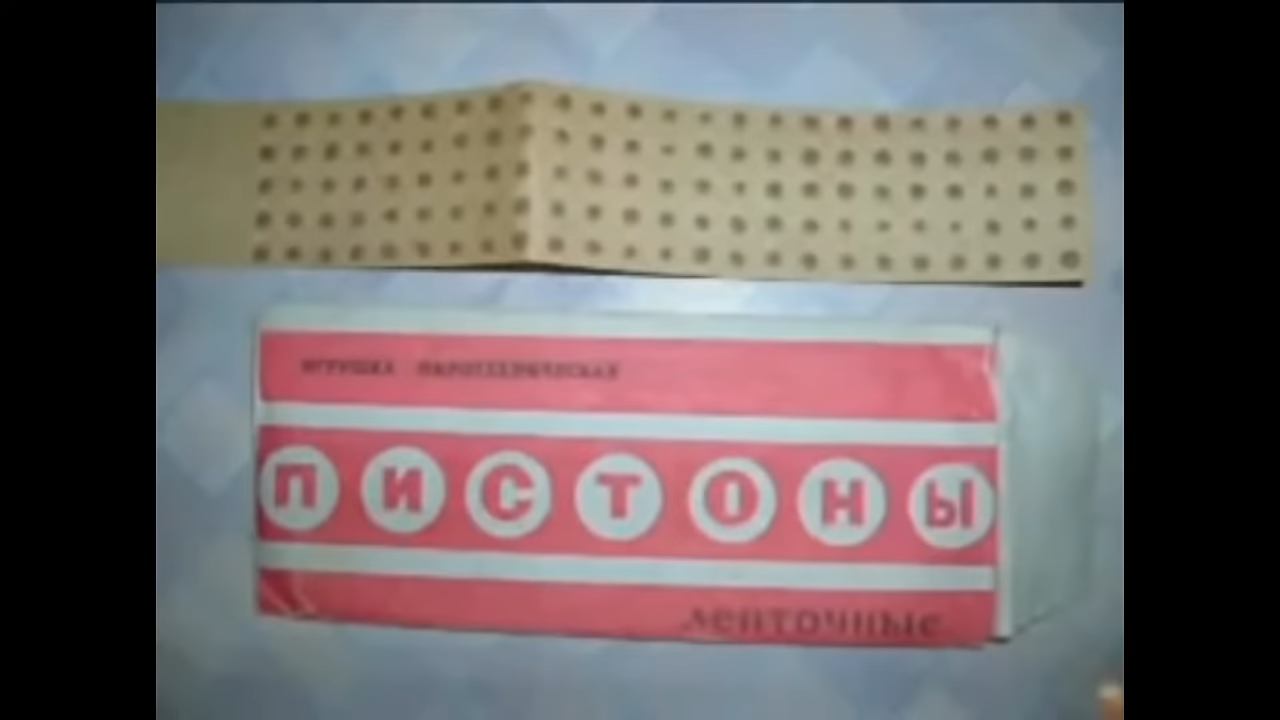 ИГРУШКА ПИРОТЕХНИЧЕСКАЯ
ПИСТОНЫ
ленточные